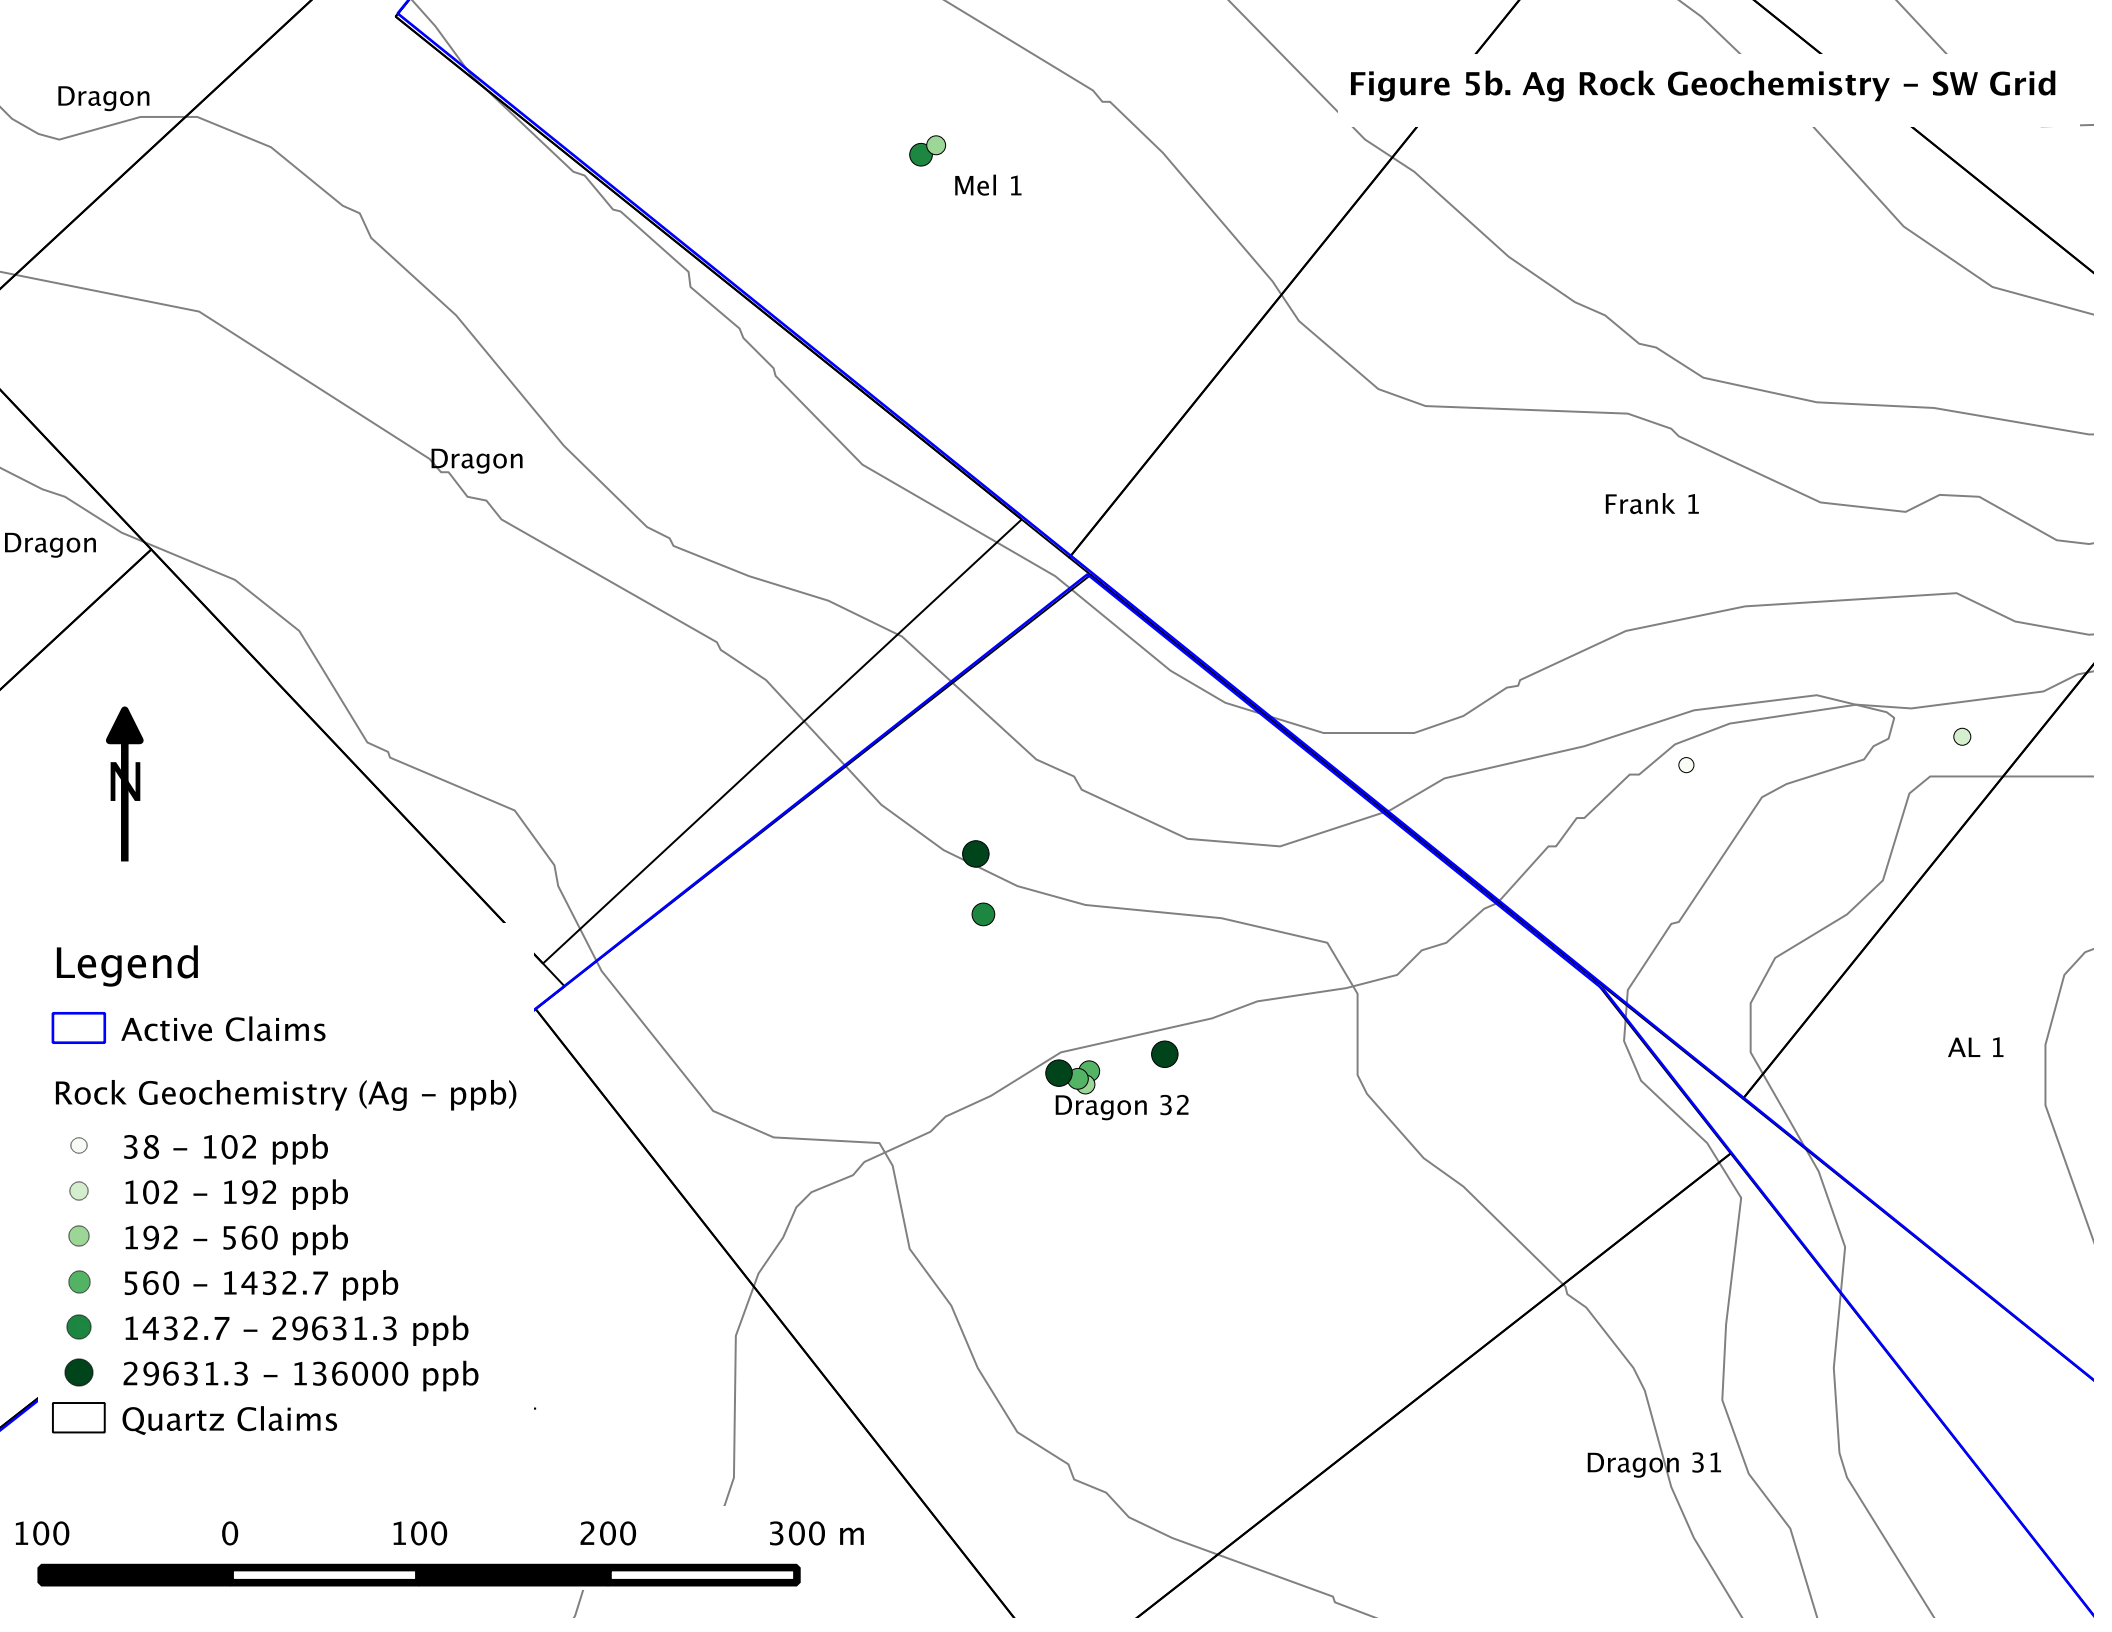 Figure 5b. Ag Rock Geochemistry – SW Grid
Dragon
Mel 1
Dragon
Frank 1
Dragon
N
AL 1
Dragon 32
Dragon 31
Legend
Active Claims
Rock Geochemistry (Ag – ppb)
38 – 102 ppb
102 – 192 ppb
192 – 560 ppb
560 – 1432.7 ppb
1432.7 – 29631.3 ppb
29631.3 – 136000 ppb
Quartz Claims
100 0 100 200 300 m